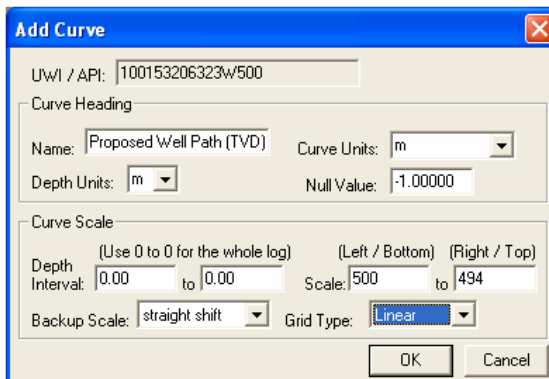 Add Curve
UWI / API: 100153206323W500
Curve Heading
Name: Proposed Well Path (TVD) Curve Units: m
Depth Units: m Null Value: -1.00000
Curve Scale
(Use 0 to 0 for the whole log) (Left / Bottom) (Right / Top)
Depth Interval: 0.00 to 0.00 Scale: 500 to 494
Backup Scale: straight shift Grid Type: Linear
OK Cancel